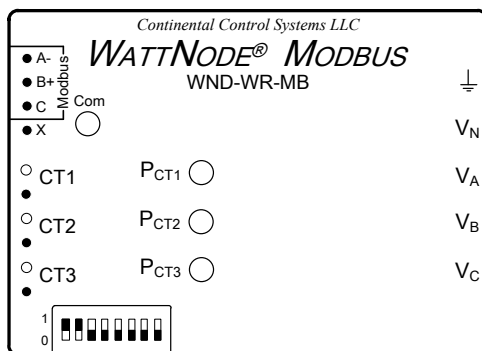 Continental Control Systems LLC
WATTNODE® MODBUS
WND-WR-MB
A-
B+
C
X
Modbus
Com
VN
CT1
PCT1
VA
CT2
PCT2
VB
CT3
PCT3
VC
1
0